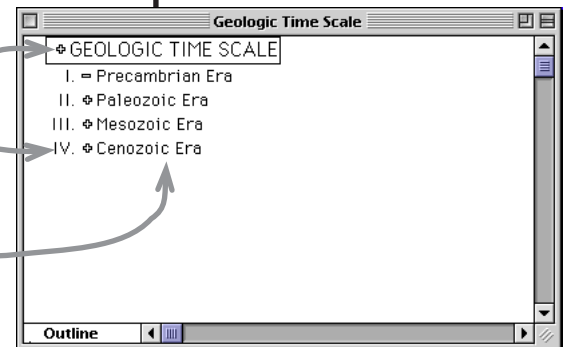 Geologic Time Scale
GEOLOGIC TIME SCALE
I. Precambrian Era
II. Paleozoic Era
III. Mesozoic Era
IV. Cenozoic Era
Outline